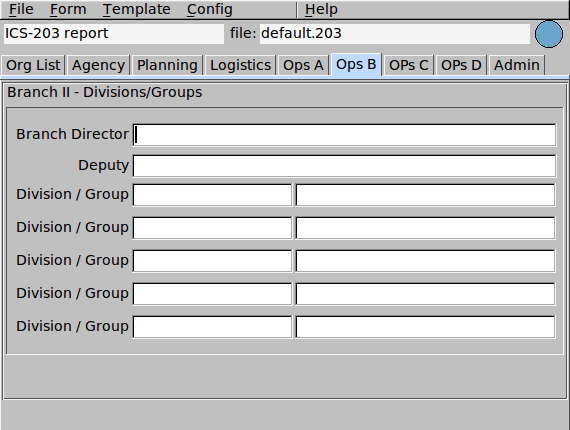 File Form Template Config Help
ICS-203 report file: default.203
Org List Agency Planning Logistics Ops A Ops B OPs C OPs D Admin
Branch II - Divisions/Groups
Branch Director
Deputy
Division / Group
Division / Group
Division / Group
Division / Group
Division / Group